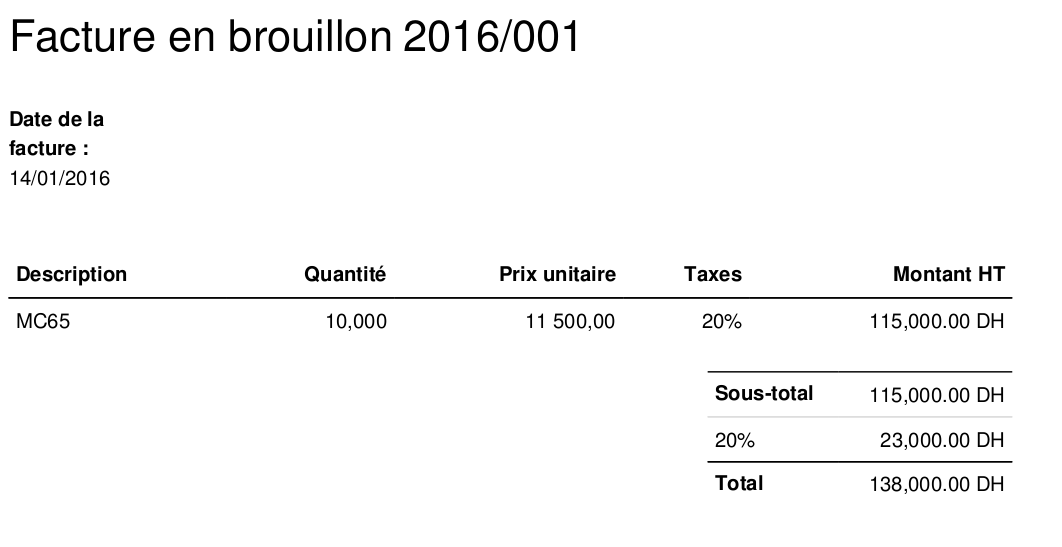 Facture en brouillon 2016/001
Date de la
facture :
14/01/2016
Description Quantité Prix unitaire Taxes Montant HT
MC65 10,000 11 500,00 20% 115,000.00 DH
Sous-total 115,000.00 DH
20% 23,000.00 DH
Total 138,000.00 DH